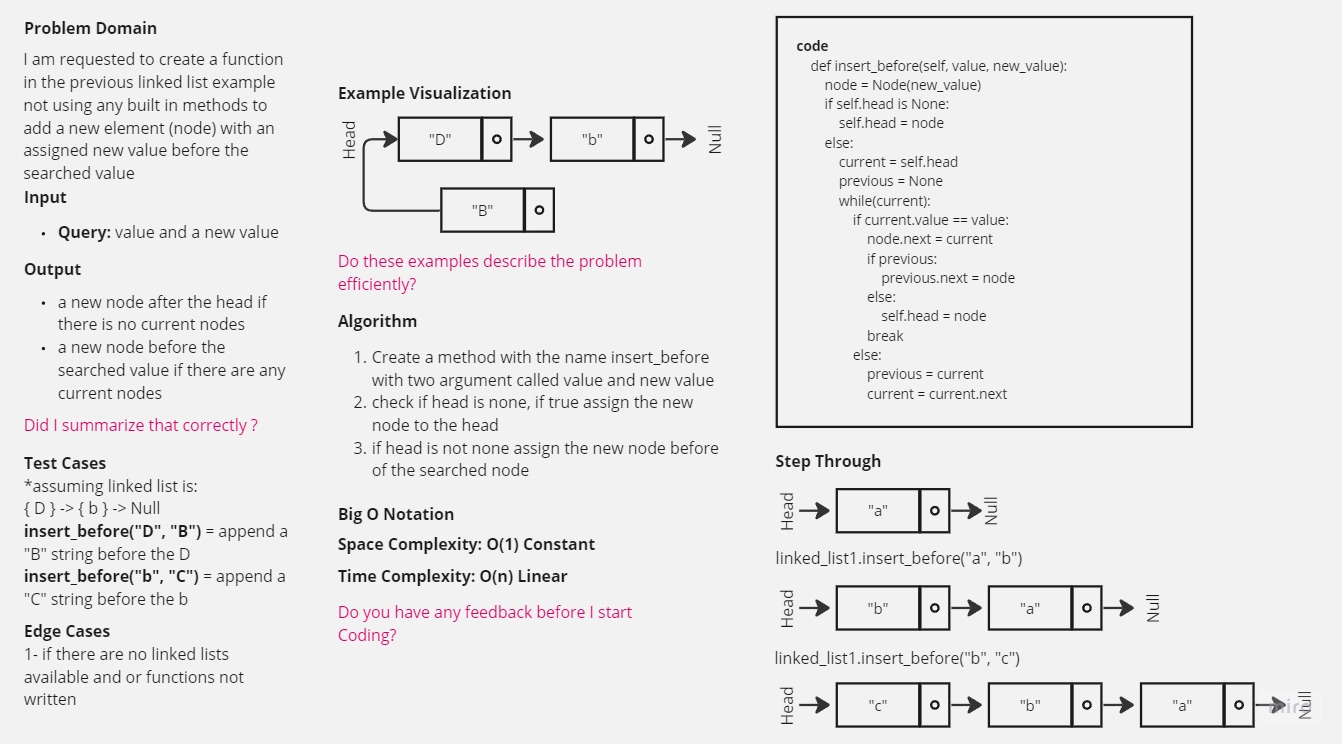 Problem Domain
I am requested to create a function
in the previous linked list example
not using any built in methods to
add a new element (node) with an
assigned new value before the
searched value
Input
• Query: value and a new value
Output
• a new node after the head if
there is no current nodes
• a new node before the
searched value if there are any
current nodes
Did I summarize that correctly ?
Test Cases
*assuming linked list is:
{ D } -> { b } -> Null
insert_before("D", "B") = append a
"B" string before the D
insert_before("b", "C") = append a
"C" string before the b
Edge Cases
1- if there are no linked lists
available and or functions not
written
Example Visualization
Head
"D"
"b"
Null
"B"
Do these examples describe the problem
efficiently?
Algorithm
1. Create a method with the name insert_before
with two argument called value and new value
2. check if head is none, if true assign the new
node to the head
3. if head is not none assign the new node before
of the searched node
Big O Notation
Space Complexity: O(1) Constant
Time Complexity: O(n) Linear
Do you have any feedback before I start
Coding?
code
def insert_before(self, value, new_value):
node = Node(new_value)
if self.head is None:
self.head = node
else:
current = self.head
previous = None
while(current):
if current.value == value:
node.next = current
if previous:
previous.next = node
else:
self.head = node
break
else:
previous = current
current = current.next
Step Through
Head
"a"
Null
linked_list1.insert_before("a", "b")
Head
"b"
"a"
Null
linked_list1.insert_before("b", "c")
Head
"c"
"b"
"a"
Null
miro